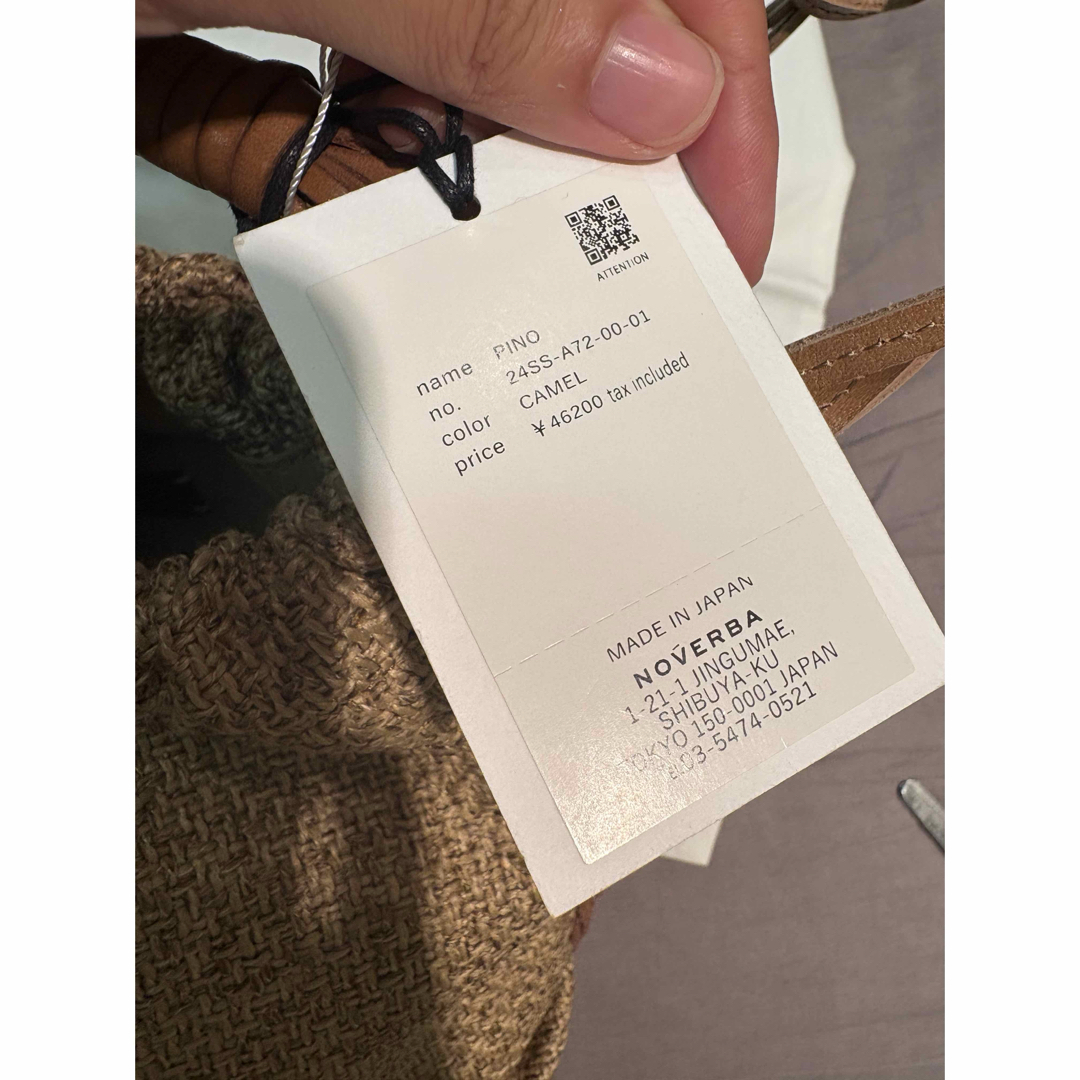 ATTENTION
name PINO
no. 24SS-A72-00-01
color CAMEL
price ¥46200 tax included
MADE IN JAPAN
NOVERBA
1-21-1 JINGUMAE,
SHIBUYA-KU
TOKYO 150-0001 JAPAN
tel.03-5474-0521